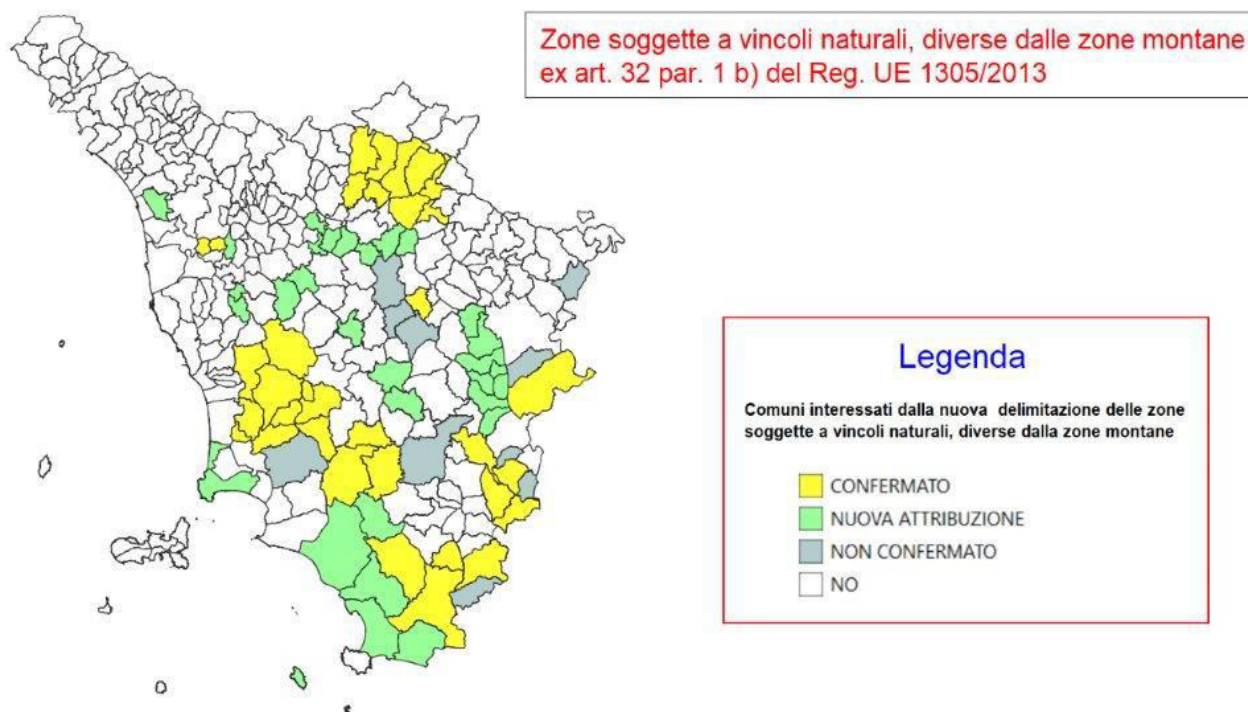 Zone soggette a vincoli naturali, diverse dalle zone montane
ex art. 32 par. 1 b) del Reg. UE 1305/2013
Legenda
Comuni interessati dalla nuova delimitazione delle zone
soggette a vincoli naturali, diverse dalla zone montane
CONFERMATO
NUOVA ATTRIBUZIONE
NON CONFERMATO
NO